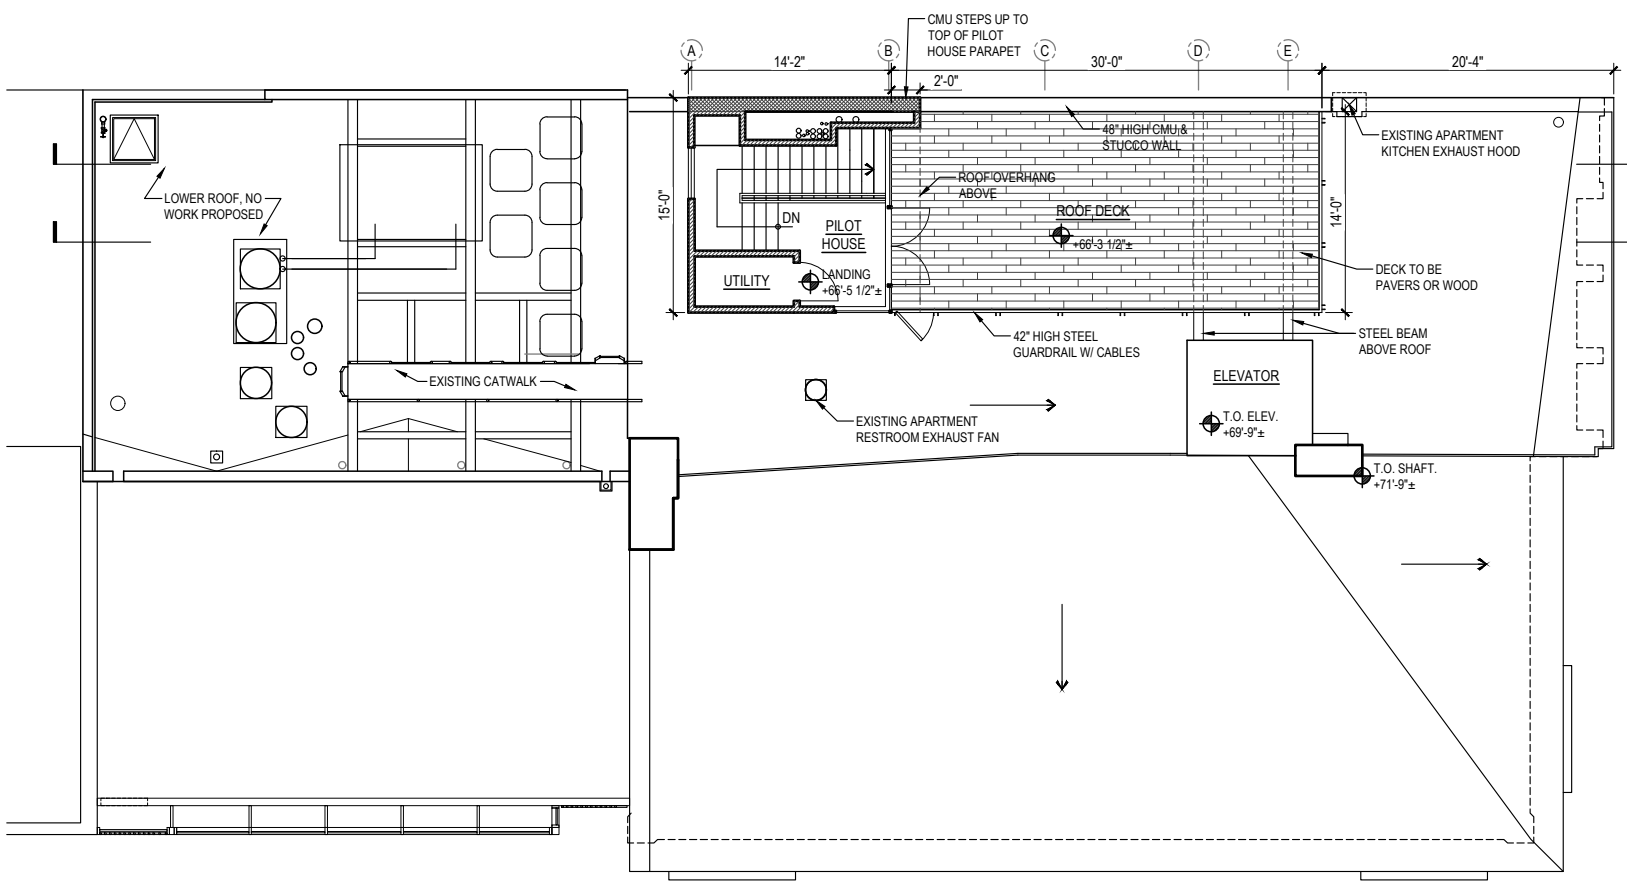 CMU STEPS UP TO
TOP OF PILOT
HOUSE PARAPET
A
B
C
D
E
14'-2"
30'-0"
20'-4"
2'-0"
48" HIGH CMU &
STUCCO WALL
EXISTING APARTMENT
KITCHEN EXHAUST HOOD
LOWER ROOF, NO
WORK PROPOSED
15'-0"
ROOF OVERHANG
ABOVE
ROOF DECK
+66'-3 1/2"±
14'-0"
DN
PILOT
HOUSE
UTILITY
LANDING
+66'-5 1/2"±
DECK TO BE
PAVERS OR WOOD
42" HIGH STEEL
GUARDRAIL W/ CABLES
STEEL BEAM
ABOVE ROOF
EXISTING CATWALK
ELEVATOR
EXISTING APARTMENT
RESTROOM EXHAUST FAN
T.O. ELEV.
+69'-9"±
T.O. SHAFT.
+71'-9"±